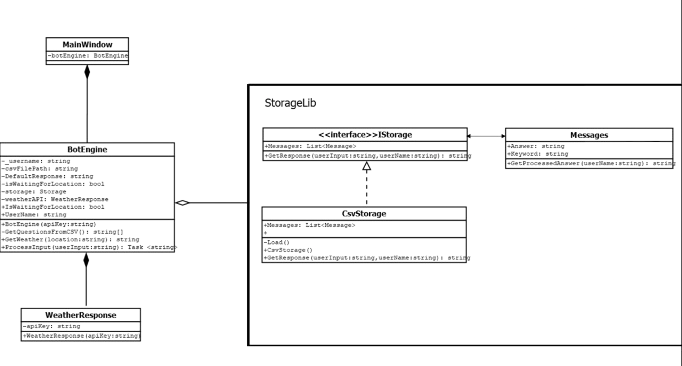 MainWindow
-botEngine: BotEngine
BotEngine
-_username: string
-csvFilePath: string
-DefaultResponse: string
-isWaitingForLocation: bool
-storage: Storage
-weatherAPI: WeatherResponse
+IsWaitingForLocation: bool
+UserName: string
+BotEngine(apiKey:string)
-GetQuestionsFromCSV(): string[]
+GetWeather(location:string): string
+ProcessInput(userInput:string): Task <string>
WeatherResponse
-apiKey: string
+WeatherResponse(apiKey:string)
StorageLib
<<interface>>IStorage
+Messages: List<Message>
+GetResponse(userInput:string,userName:string): string
Messages
+Answer: string
+Keyword: string
+GetProcessedAnswer(userName:string): string
CsvStorage
+Messages: List<Message>
+
-Load()
+CsvStorage()
+GetResponse(userInput:string,userName:string): string